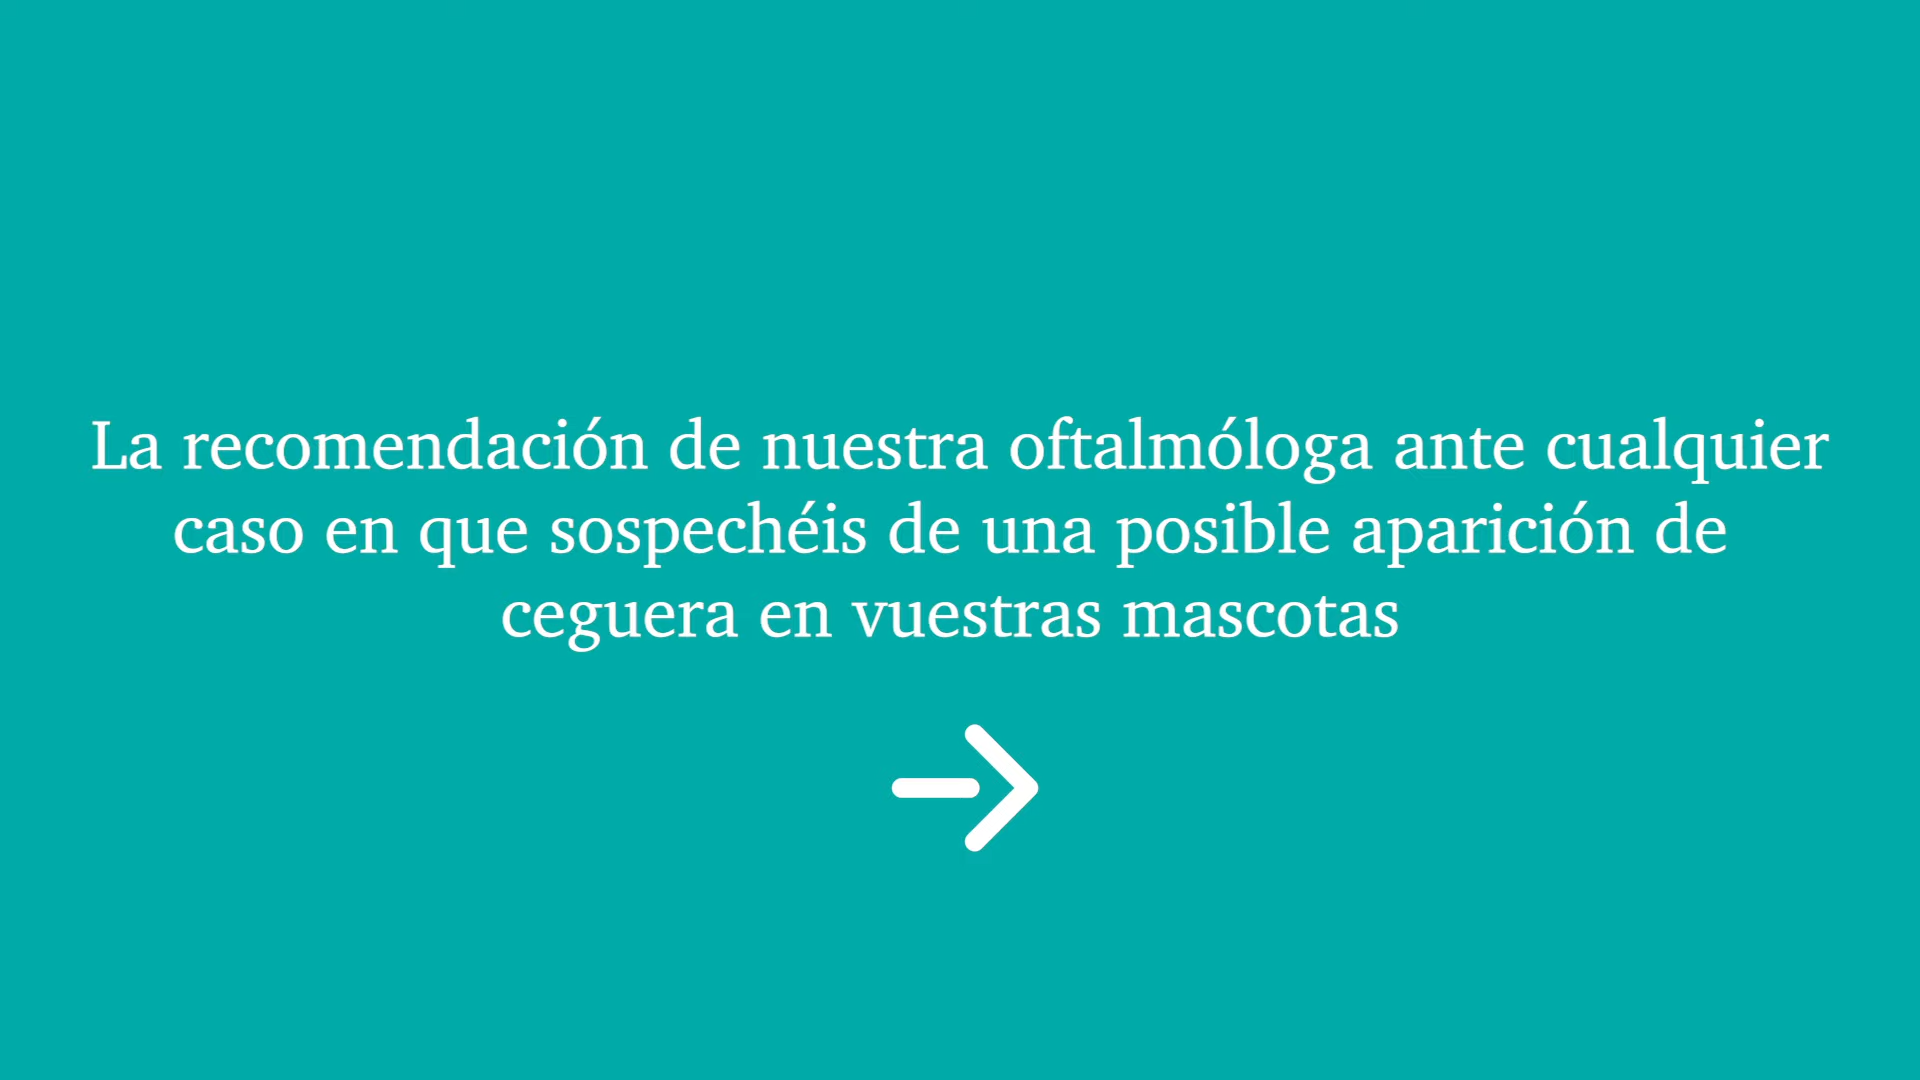 La recomendación de nuestra oftalmóloga ante cualquier
caso en que sospechéis de una posible aparición de
ceguera en vuestras mascotas